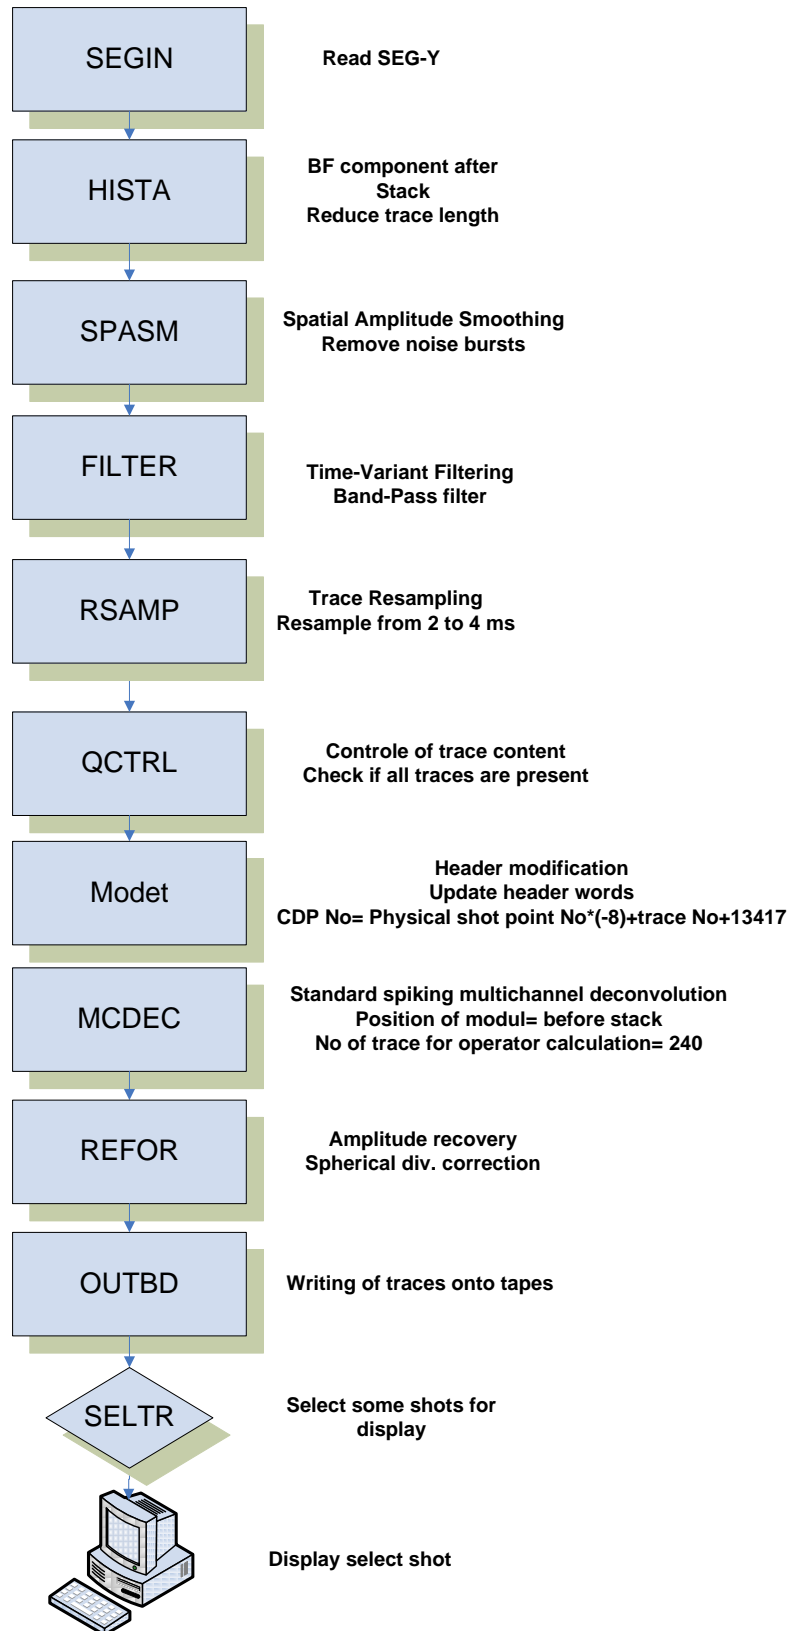 SEGIN
Read SEG-Y
HISTA
BF component after
Stack
Reduce trace length
SPASM
Spatial Amplitude Smoothing
Remove noise bursts
FILTER
Time-Variant Filtering
Band-Pass filter
RSAMP
Trace Resampling
Resample from 2 to 4 ms
QCTRL
Controle of trace content
Check if all traces are present
Modet
Header modification
Update header words
CDP No= Physical shot point No*(-8)+trace No+13417
MCDEC
Standard spiking multichannel deconvolution
Position of modul= before stack
No of trace for operator calculation= 240
REFOR
Amplitude recovery
Spherical div. correction
OUTBD
Writing of traces onto tapes
SELTR
Select some shots for
display
Display select shot